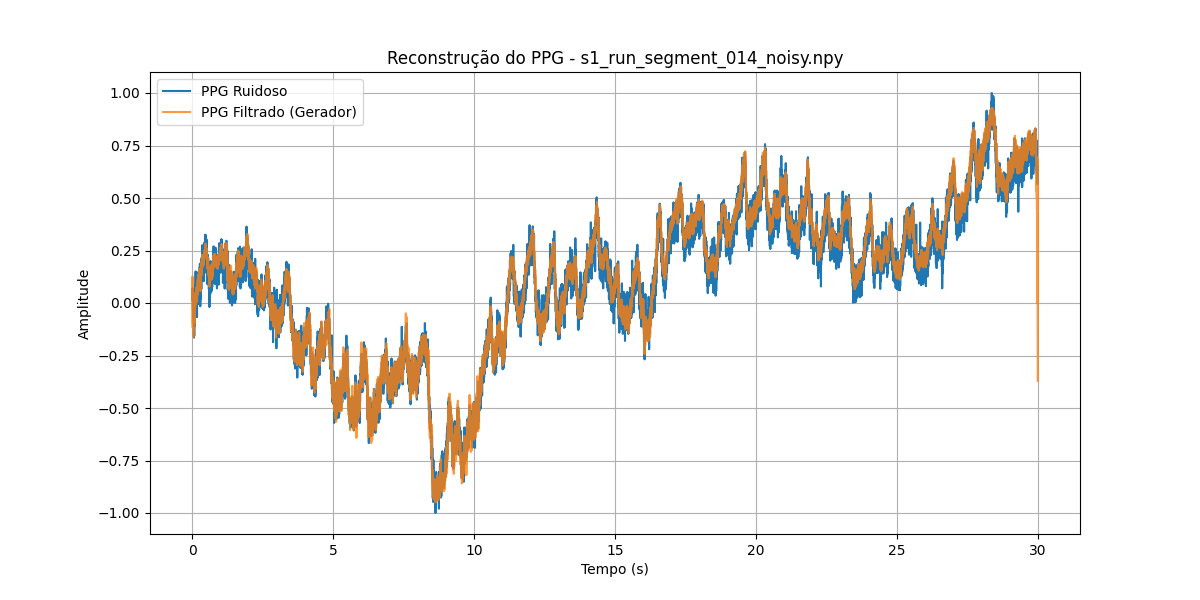 Reconstrução do PPG - s1_run_segment_014_noisy.npy
PPG Ruidoso
PPG Filtrado (Gerador)
1.00
0.75
0.50
0.25
0.00
−0.25
−0.50
−0.75
−1.00
Amplitude
0 5 10 15 20 25 30
Tempo (s)